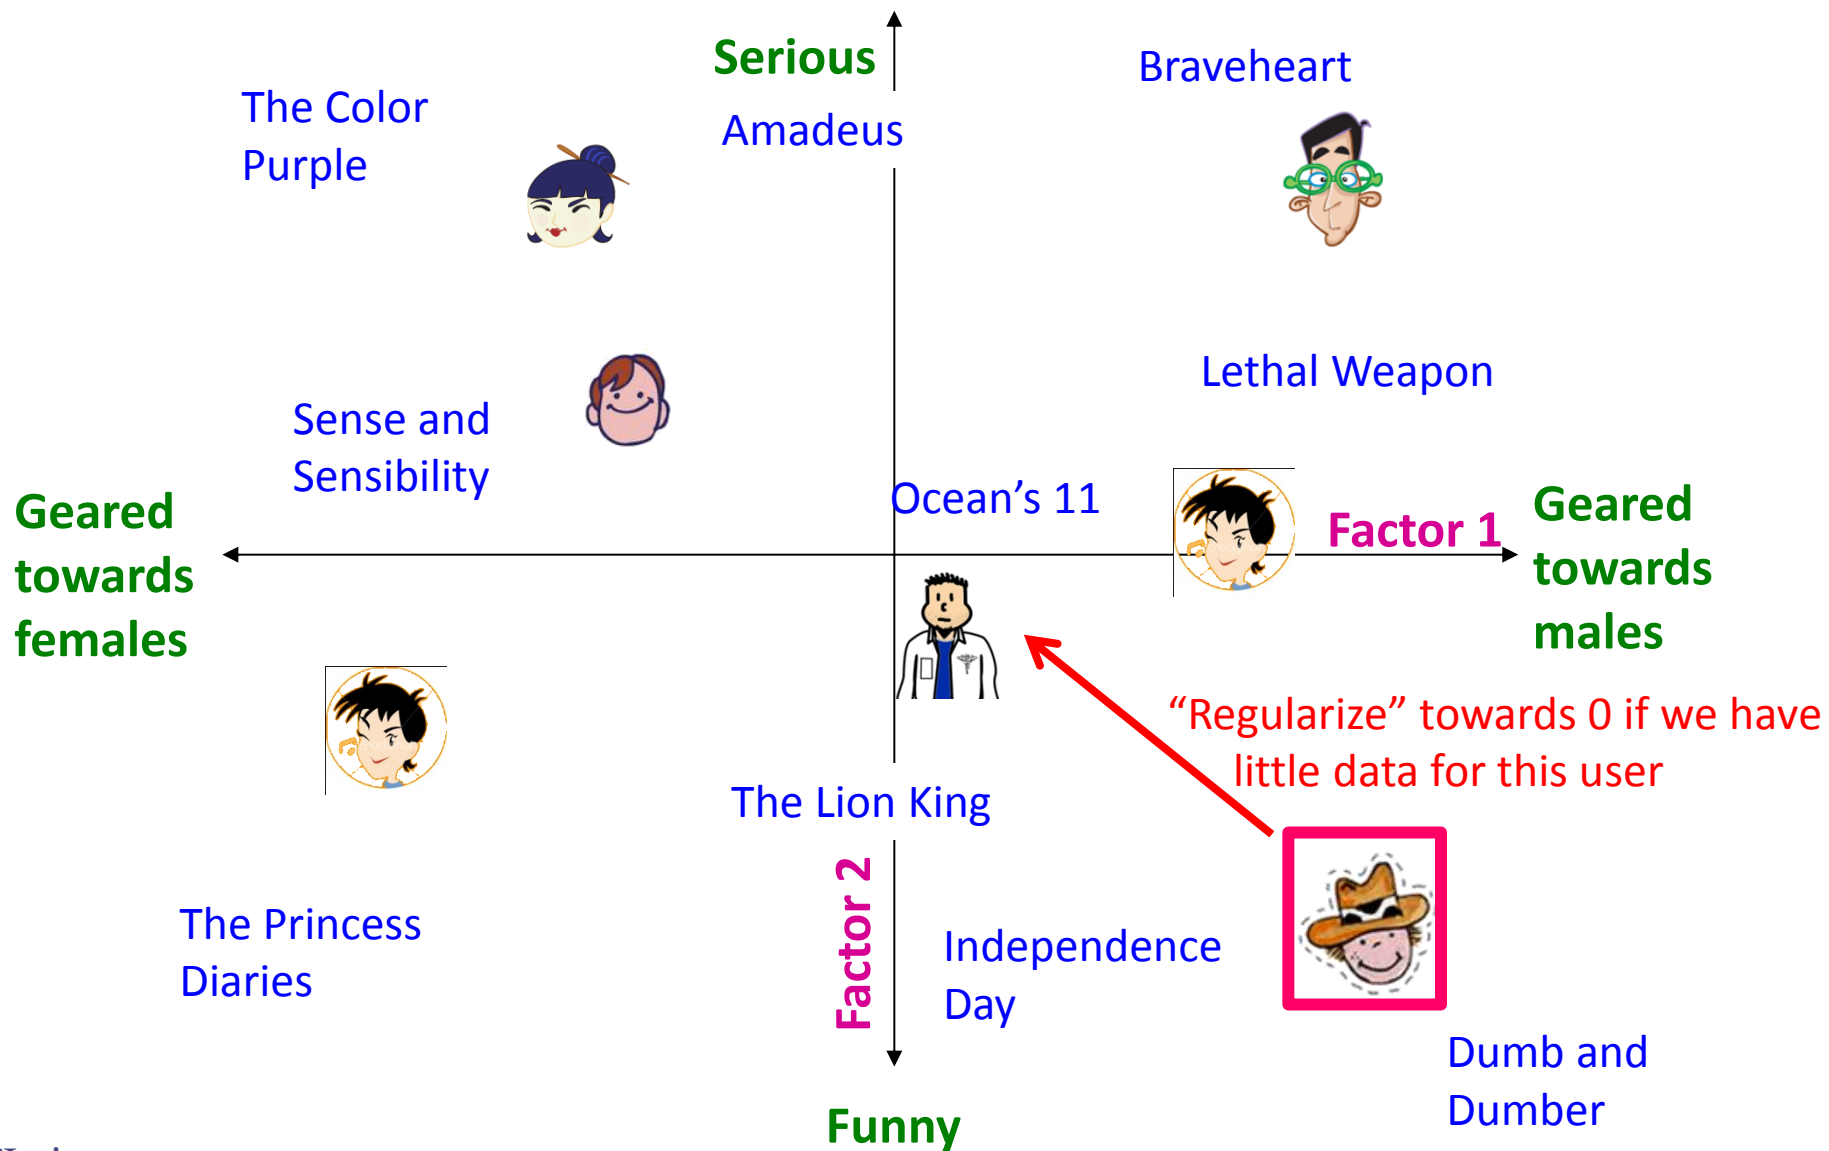 Serious
Braveheart
The Color
Purple
Amadeus
Lethal Weapon
Sense and
Sensibility
Ocean’s 11
Geared
towards
females
Factor 1
Geared
towards
males
“Regularize” towards 0 if we have
little data for this user
The Lion King
Factor 2
The Princess
Diaries
Independence
Day
Dumb and
Dumber
Funny